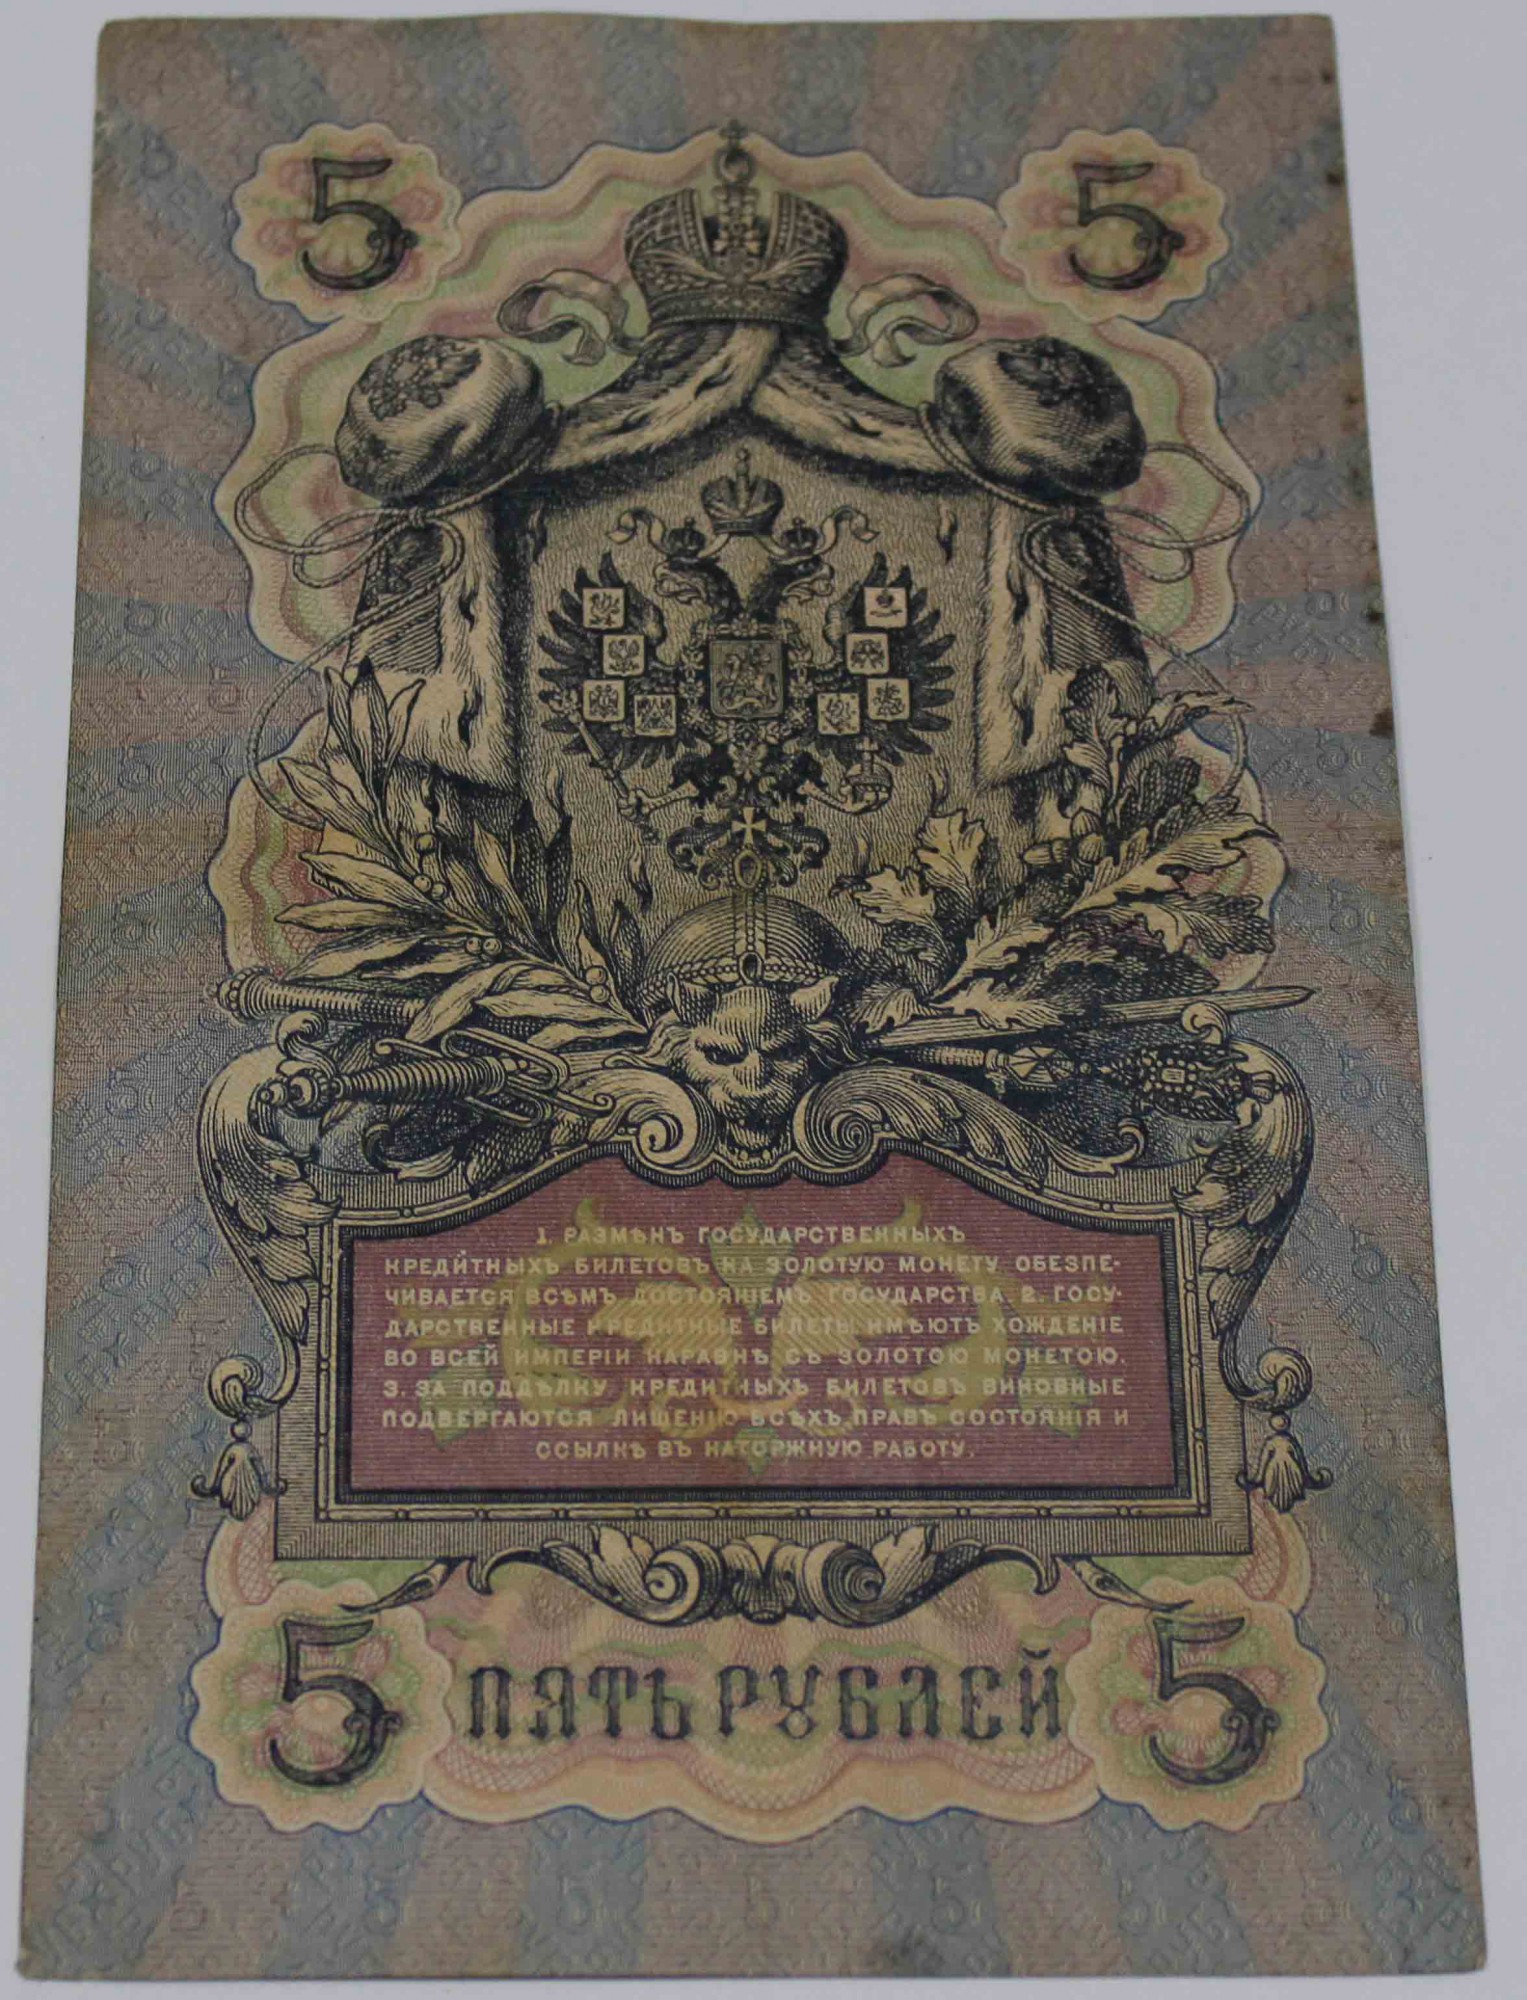 5 5
1. РАЗМѢНЪ ГОСУДАРСТВЕННЫХЪ
КРЕДИТНЫХЪ БИЛЕТОВЪ НА ЗОЛОТУЮ МОНЕТУ ОБЕЗПЕ-
ЧИВАЕТСЯ ВСѢМЪ ДОСТОЯНІЕМЪ ГОСУДАРСТВА. 2. ГОСУ-
ДАРСТВЕННЫЕ КРЕДИТНЫЕ БИЛЕТЫ ИМѢЮТЪ ХОЖДЕНІЕ
ВО ВСЕЙ ИМПЕРІИ НАРАВНѢ СЪ ЗОЛОТОЮ МОНЕТОЮ.
3. ЗА ПОДДѢЛКУ КРЕДИТНЫХЪ БИЛЕТОВЪ ВИНОВНЫЕ
ПОДВЕРГАЮТСЯ ЛИШЕНІЮ ВСѢХЪ ПРАВЪ СОСТОЯНІЯ И
ССЫЛКѢ ВЪ КАТОРЖНУЮ РАБОТУ.
5 ПЯТЬ РУБЛЕЙ 5